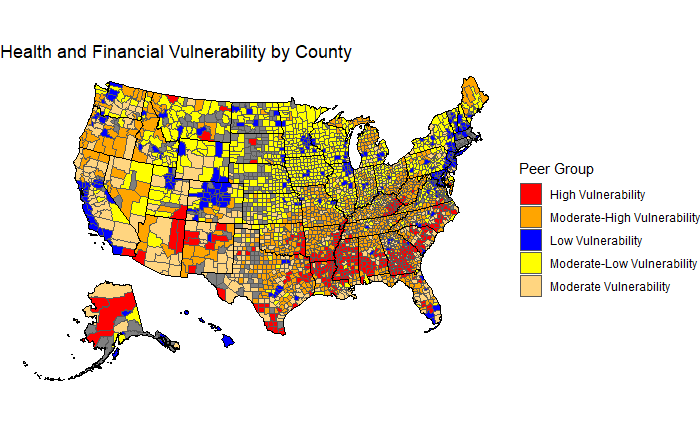 Health and Financial Vulnerability by County
Peer Group
High Vulnerability
Moderate-High Vulnerability
Low Vulnerability
Moderate-Low Vulnerability
Moderate Vulnerability